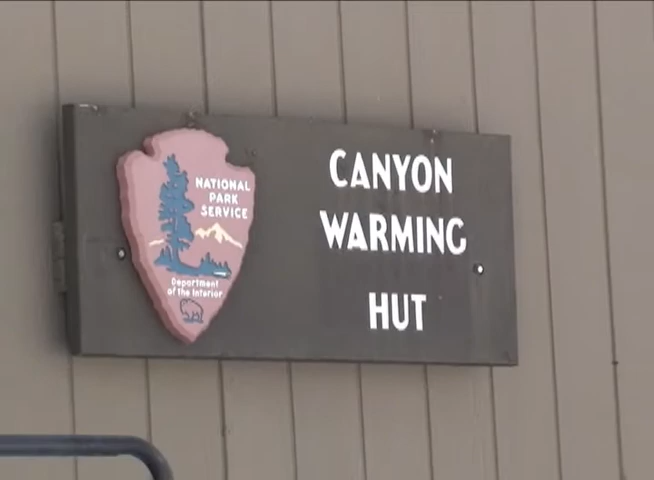 NATIONAL
PARK
SERVICE
Department
of the Interior
CANYON
WARMING
HUT